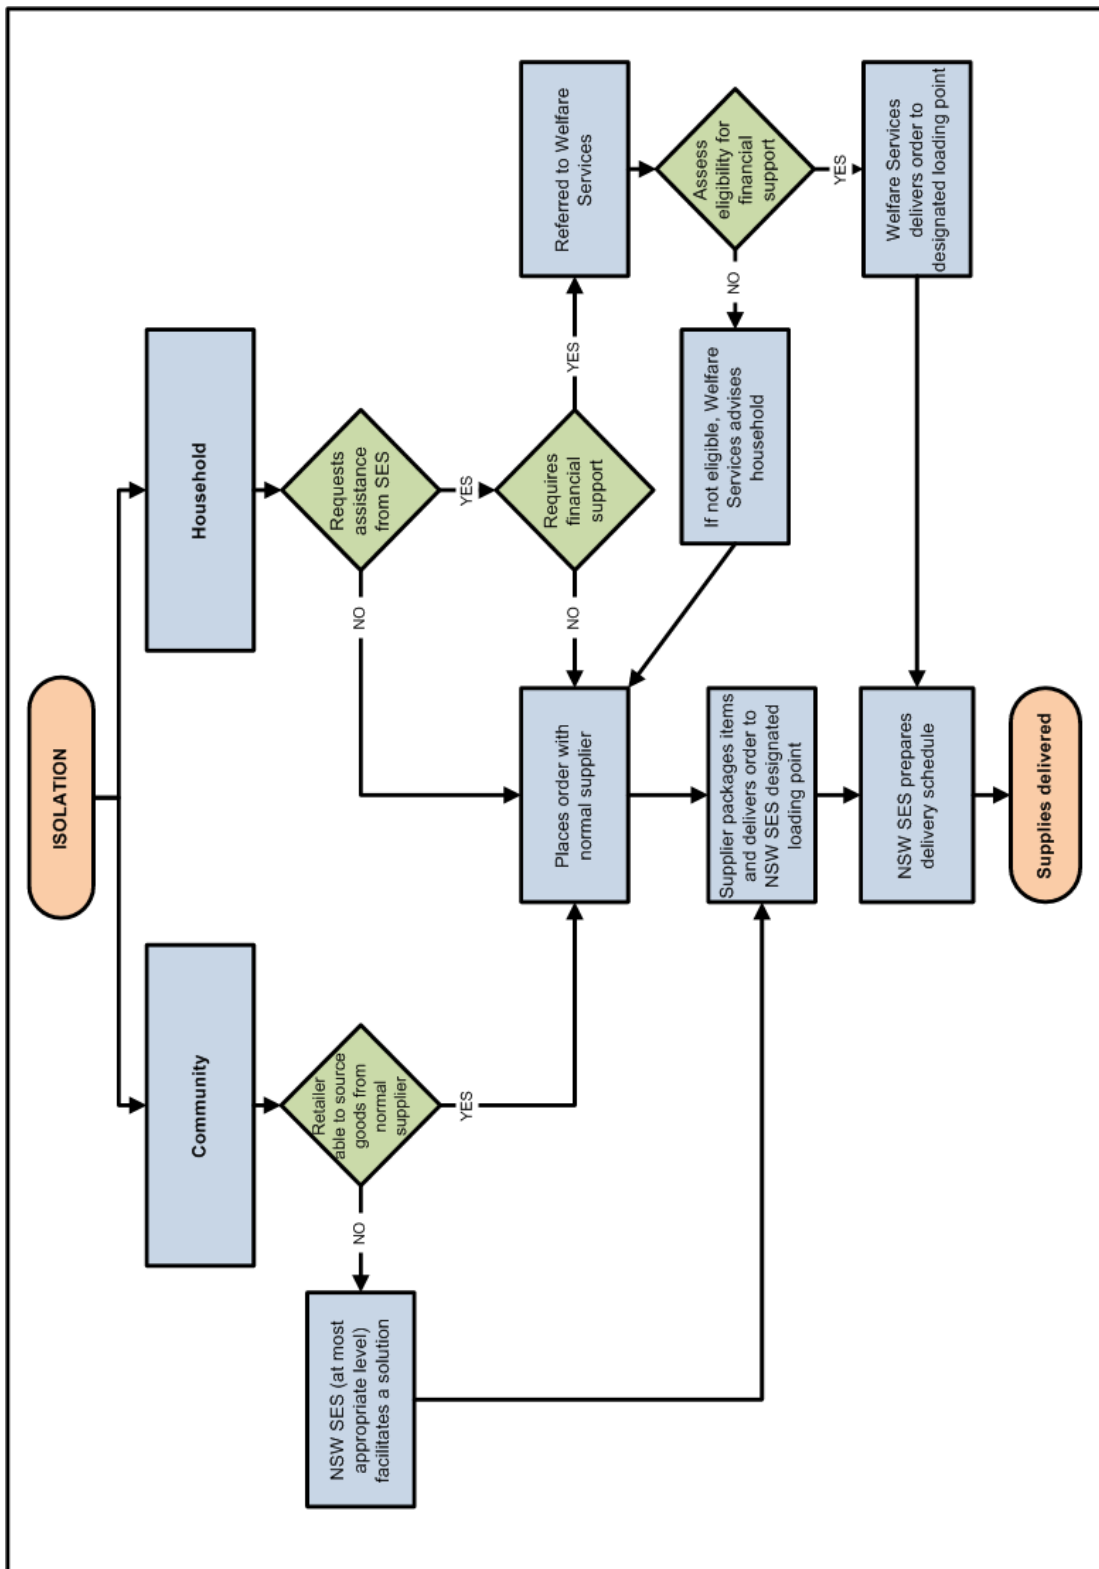 ISOLATION
Community
Household
Retailer
able to source
goods from
normal
supplier
Requests
assistance
from SES
NO
YES
NO
YES
NSW SES (at most
appropriate level)
facilitates a solution
Requires
financial
support
NO
YES
Places order with
normal supplier
Referred to Welfare
Services
Assess
eligibility for
financial
support
NO
YES
If not eligible, Welfare
Services advises
household
Supplier packages items
and delivers order to
NSW SES designated
loading point
Welfare Services
delivers order to
designated loading point
NSW SES prepares
delivery schedule
Supplies delivered